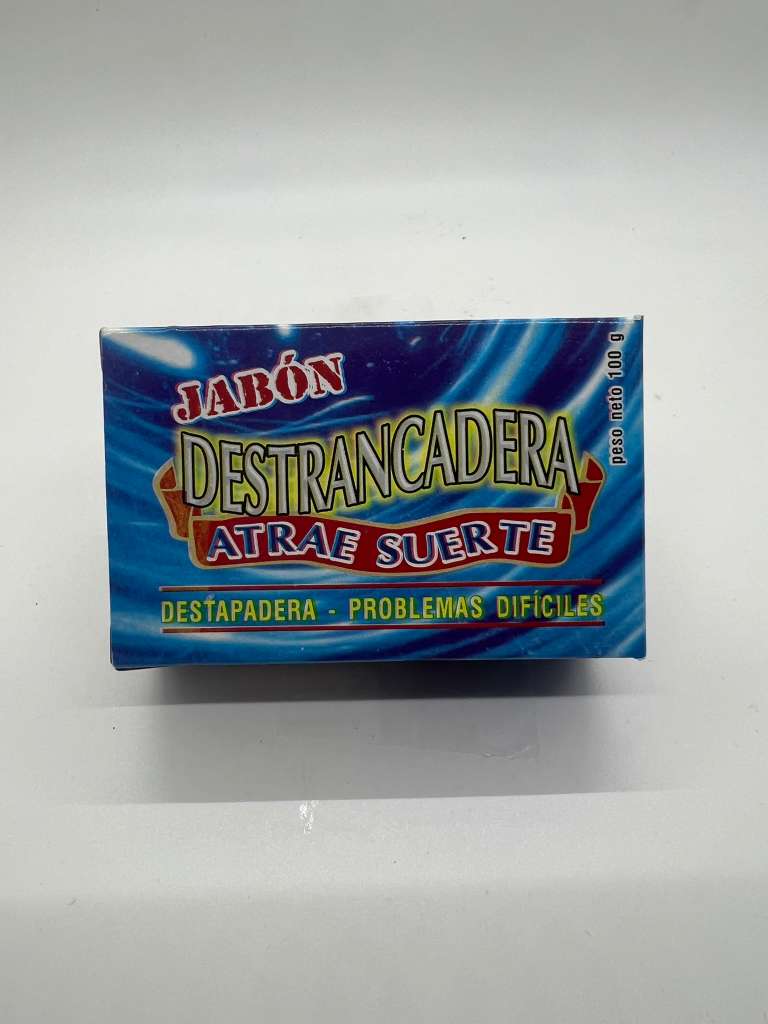 JABÓN
DESTRANCADERA
ATRAE SUERTE
DESTAPADERA - PROBLEMAS DIFÍCILES
peso neto 100 g